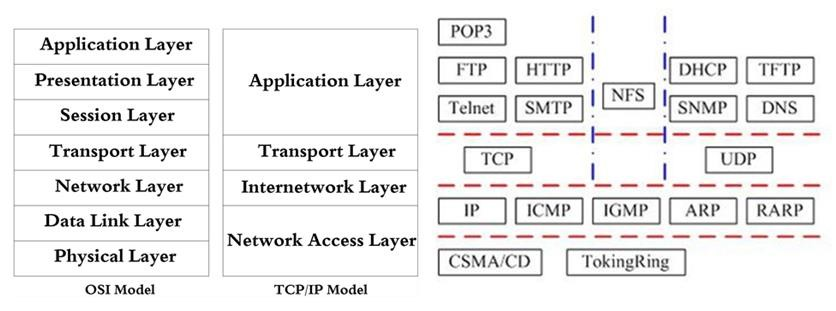 Application Layer
Presentation Layer
Session Layer
Transport Layer
Network Layer
Data Link Layer
Physical Layer
OSI Model
Application Layer
Transport Layer
Internetwork Layer
Network Access Layer
TCP/IP Model
POP3
FTP HTTP NFS DHCP TFTP
Telnet SMTP SNMP DNS
TCP UDP
IP ICMP IGMP ARP RARP
CSMA/CD TokingRing